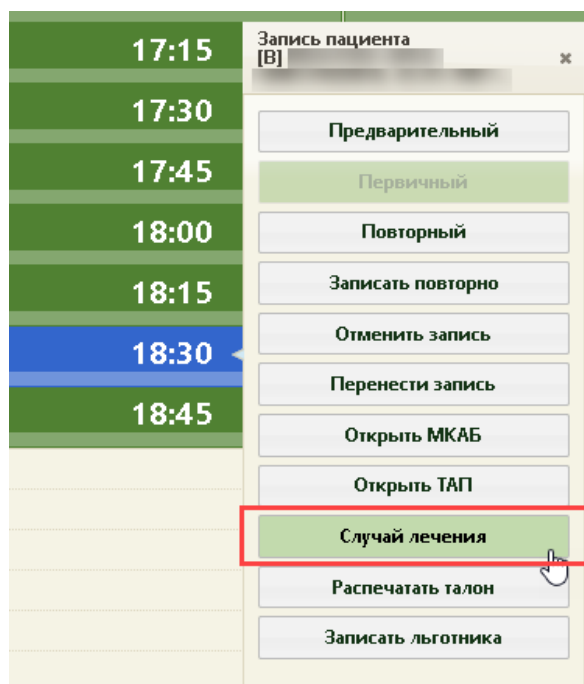 17:15
17:30
17:45
18:00
18:15
18:30
18:45
Запись пациента
[В]
Предварительный
Первичный
Повторный
Записать повторно
Отменить запись
Перенести запись
Открыть МКАБ
Открыть ТАП
Случай лечения
Распечатать талон
Записать льготника